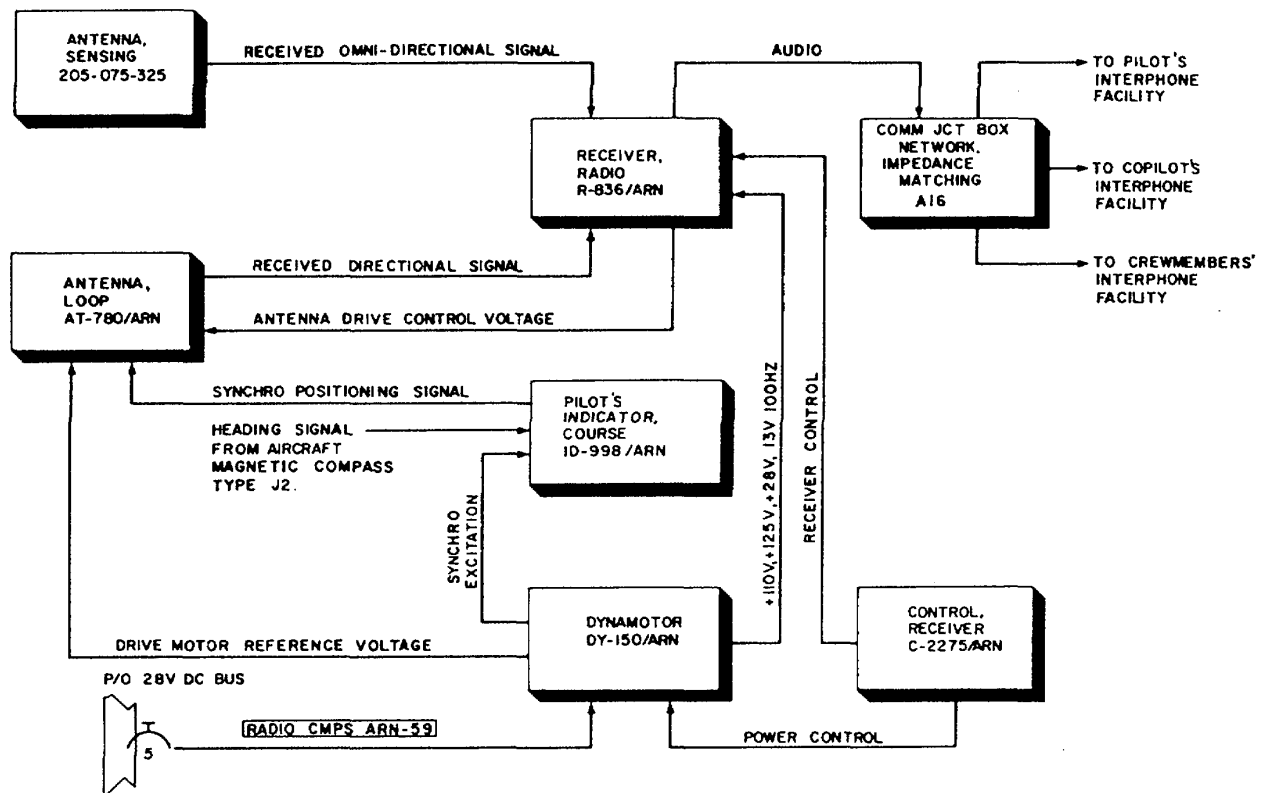 ANTENNA,
SENSING
205-075-325
RECEIVED OMNI-DIRECTIONAL SIGNAL
AUDIO
TO PILOT'S
INTERPHONE
FACILITY
RECEIVER,
RADIO
R-836/ARN
COMM JCT BOX
NETWORK,
IMPEDANCE
MATCHING
A16
TO COPILOT'S
INTERPHONE
FACILITY
TO CREWMEMBERS'
INTERPHONE
FACILITY
ANTENNA,
LOOP
AT-780/ARN
RECEIVED DIRECTIONAL SIGNAL
ANTENNA DRIVE CONTROL VOLTAGE
SYNCHRO POSITIONING SIGNAL
HEADING SIGNAL
FROM AIRCRAFT
MAGNETIC COMPASS
TYPE J2.
PILOT'S
INDICATOR,
COURSE
ID-998/ARN
SYNCHRO
EXCITATION
+110V,+125V,+28V, 13V 100HZ
RECEIVER CONTROL
DYNAMOTOR
DY-150/ARN
CONTROL,
RECEIVER
C-2275/ARN
DRIVE MOTOR REFERENCE VOLTAGE
P/O 28V DC BUS
5
RADIO CMPS ARN-59
POWER CONTROL